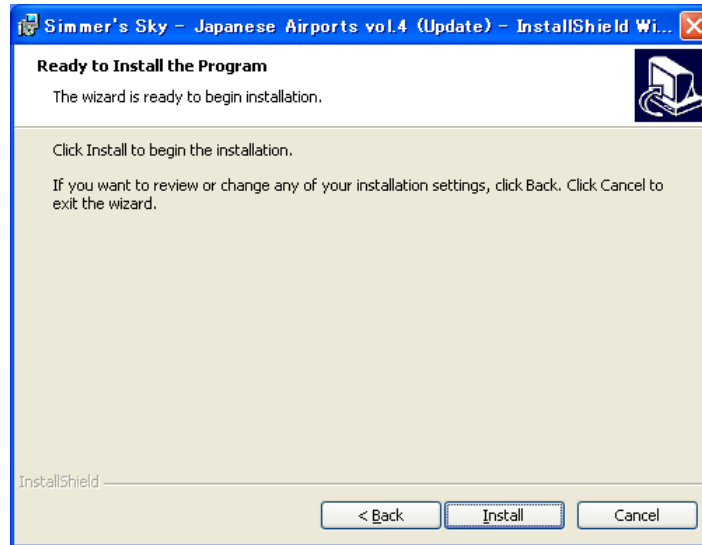 Simmer's Sky - Japanese Airports vol.4 (Update) - InstallShield Wi...
Ready to Install the Program
The wizard is ready to begin installation.
Click Install to begin the installation.
If you want to review or change any of your installation settings, click Back. Click Cancel to
exit the wizard.
InstallShield
< Back
Install
Cancel